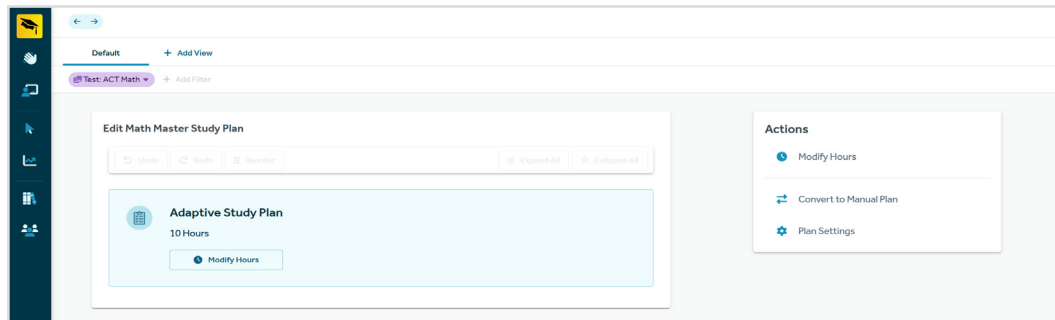 Default
+ Add View
Test: ACT Math
+ Add Filter
Edit Math Master Study Plan
Undo
Redo
Reorder
Expand All
Collapse All
Adaptive Study Plan
10 Hours
Modify Hours
Actions
Modify Hours
Convert to Manual Plan
Plan Settings